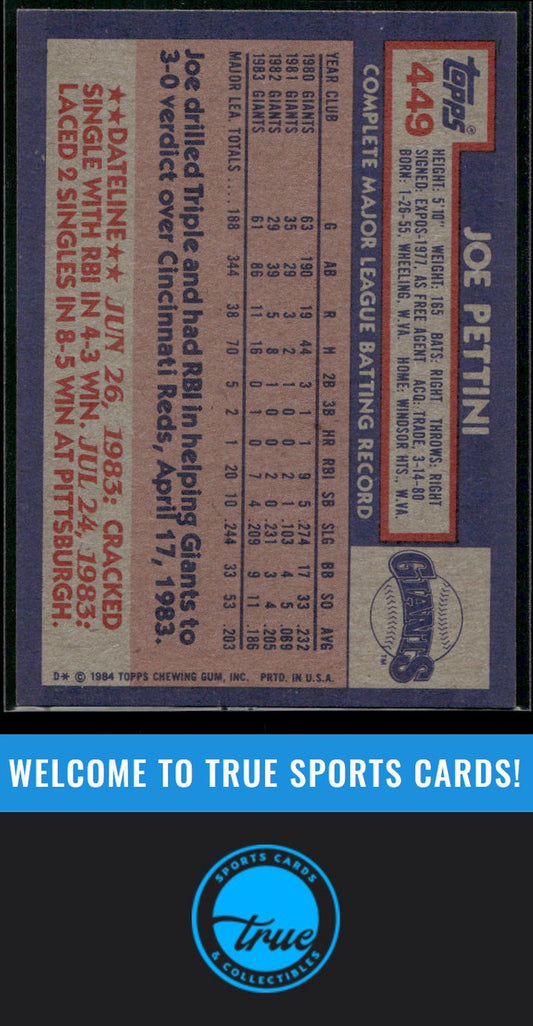 topps®
449
JOE PETTINI
HEIGHT: 5'10" WEIGHT: 165 BATS: RIGHT THROWS: RIGHT
SIGNED: EXPOS-1977, AS FREE AGENT ACQ: TRADE, 3-14-80
BORN: 1-26-55, WHEELING, W.VA. HOME: WINDSOR HTS., W.VA.
GIANTS™
COMPLETE MAJOR LEAGUE BATTING RECORD
YEAR CLUB G AB R H 2B 3B HR RBI SB SLG BB SO AVG
1980 GIANTS 63 190 19 44 3 1 1 9 5 .274 17 33 .232
1981 GIANTS 35 29 3 2 1 0 0 2 1 .103 4 5 .069
1982 GIANTS 29 39 5 8 1 0 0 2 0 .231 3 4 .205
1983 GIANTS 61 86 11 16 0 1 0 7 4 .209 9 11 .186
MAJOR LEA. TOTALS .... 188 344 38 70 5 2 1 20 10 .244 33 53 .203
Joe drilled Triple and had RBI in helping Giants to
3-0 verdict over Cincinnati Reds, April 17, 1983.
★★DATELINE★★ JUN 26, 1983: CRACKED
SINGLE WITH RBI IN 4-3 WIN. JUL 24, 1983:
LACED 2 SINGLES IN 8-5 WIN AT PITTSBURGH.
D* © 1984 TOPPS CHEWING GUM, INC. PRTD. IN U.S.A.
WELCOME TO TRUE SPORTS CARDS!
SPORTS CARDS
true
& COLLECTIBLES